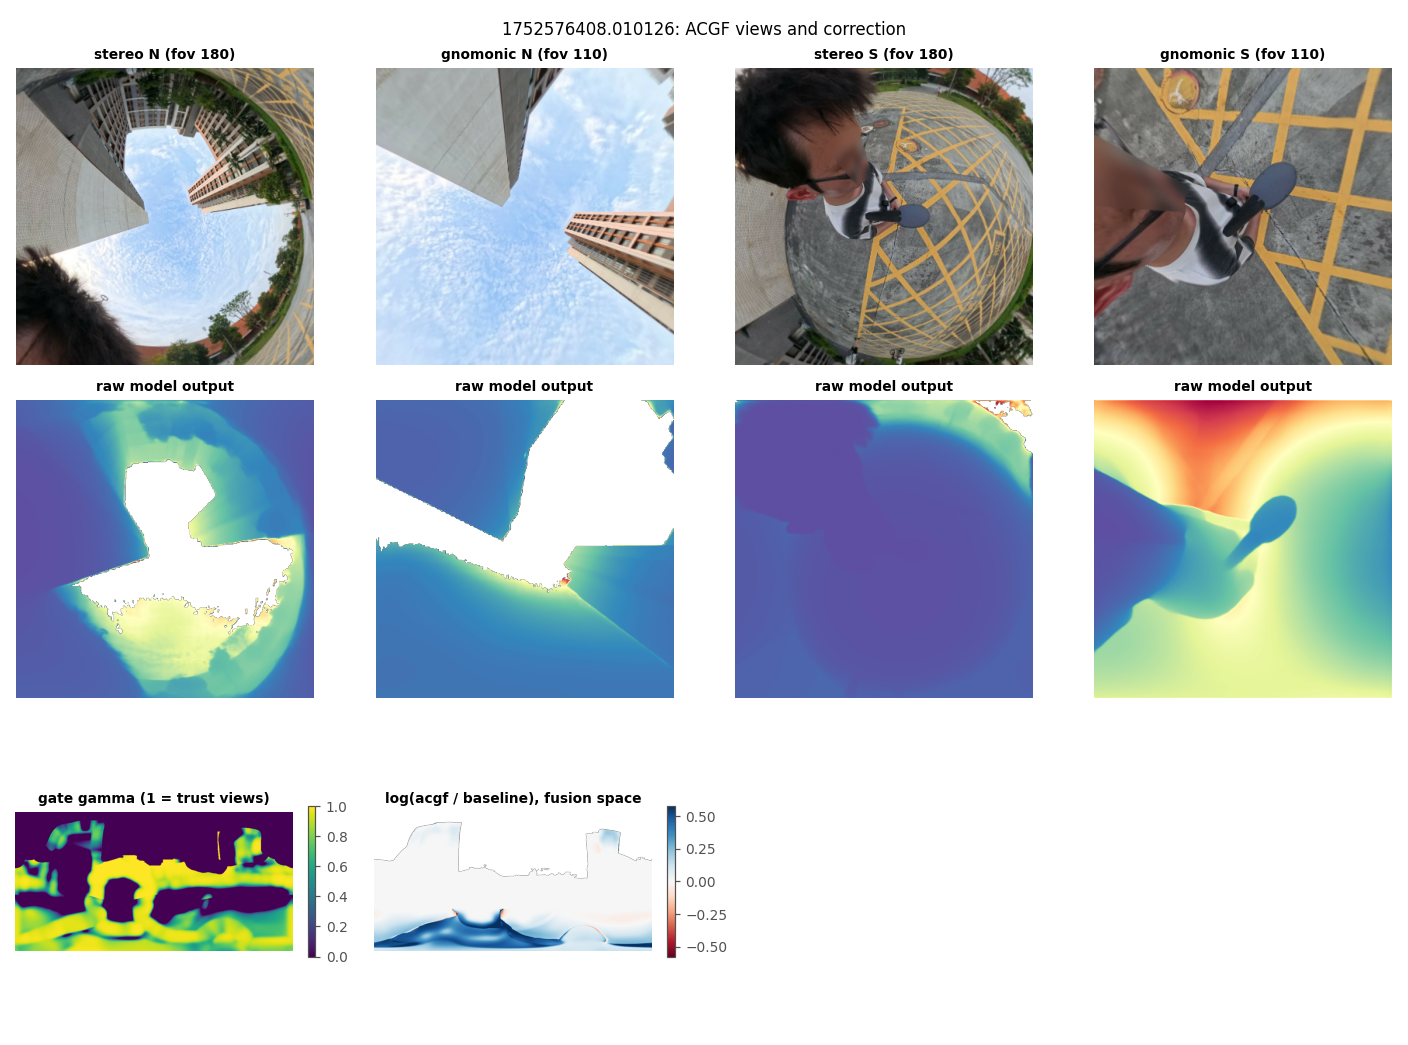 1752576408.010126: ACGF views and correction
stereo N (fov 180)
gnomonic N (fov 110)
stereo S (fov 180)
gnomonic S (fov 110)
raw model output
raw model output
raw model output
raw model output
gate gamma (1 = trust views)
1.0
0.8
0.6
0.4
0.2
0.0
log(acgf / baseline), fusion space
0.50
0.25
0.00
−0.25
−0.50